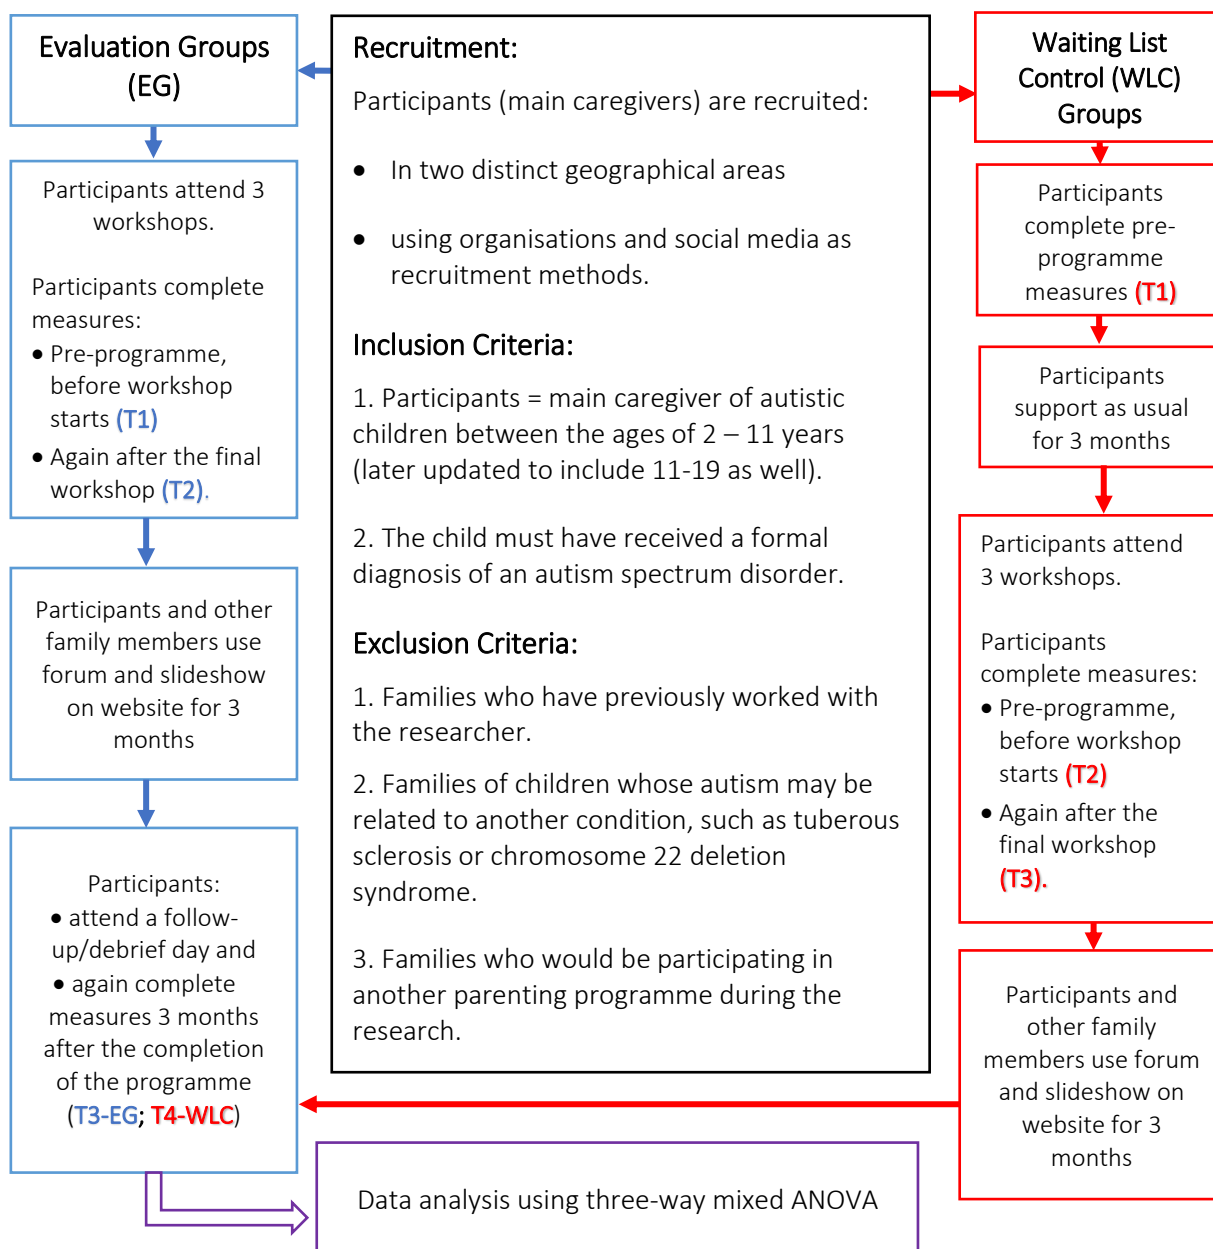 Evaluation Groups
(EG)
Participants attend 3
workshops.
Participants complete
measures:
• Pre-programme,
before workshop
starts (T1)
• Again after the final
workshop (T2).
Participants and other
family members use
forum and slideshow
on website for 3
months
Participants:
• attend a follow-
up/debrief day and
• again complete
measures 3 months
after the completion
of the programme
(T3-EG; T4-WLC)
Recruitment:
Participants (main caregivers) are recruited:
• In two distinct geographical areas
• using organisations and social media as
recruitment methods.
Inclusion Criteria:
1. Participants = main caregiver of autistic
children between the ages of 2 – 11 years
(later updated to include 11-19 as well).
2. The child must have received a formal
diagnosis of an autism spectrum disorder.
Exclusion Criteria:
1. Families who have previously worked with
the researcher.
2. Families of children whose autism may be
related to another condition, such as tuberous
sclerosis or chromosome 22 deletion
syndrome.
3. Families who would be participating in
another parenting programme during the
research.
Waiting List
Control (WLC)
Groups
Participants
complete pre-
programme
measures (T1)
Participants
support as usual
for 3 months
Participants attend
3 workshops.
Participants
complete measures:
• Pre-programme,
before workshop
starts (T2)
• Again after the
final workshop
(T3).
Participants and
other family
members use forum
and slideshow on
website for 3
months
Data analysis using three-way mixed ANOVA